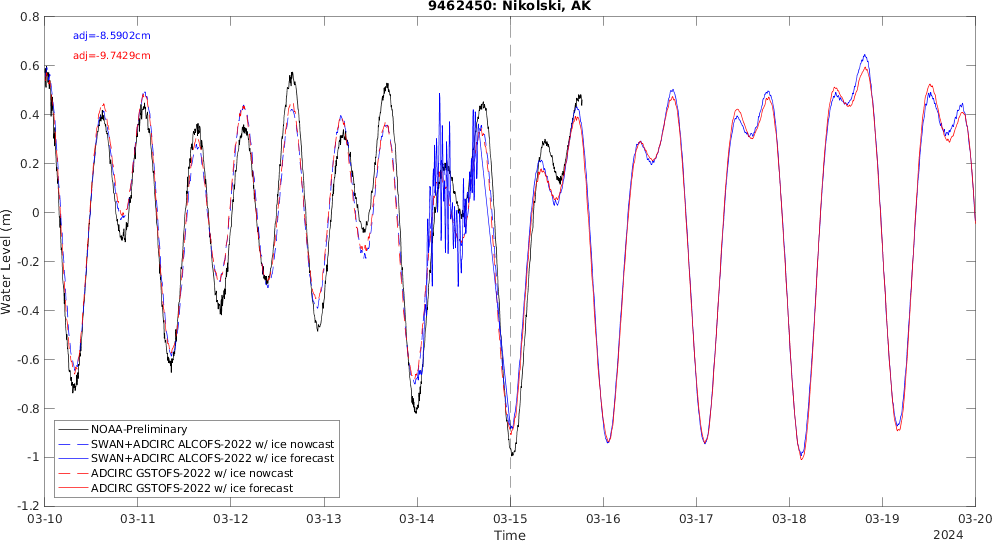 9462450: Nikolski, AK
adj=-8.5902cm
adj=-9.7429cm
Water Level (m)
0.8
0.6
0.4
0.2
0
-0.2
-0.4
-0.6
-0.8
-1
-1.2
NOAA-Preliminary
SWAN+ADCIRC ALCOFS-2022 w/ ice nowcast
SWAN+ADCIRC ALCOFS-2022 w/ ice forecast
ADCIRC GSTOFS-2022 w/ ice nowcast
ADCIRC GSTOFS-2022 w/ ice forecast
03-10 03-11 03-12 03-13 03-14 03-15 03-16 03-17 03-18 03-19 03-20
Time
2024